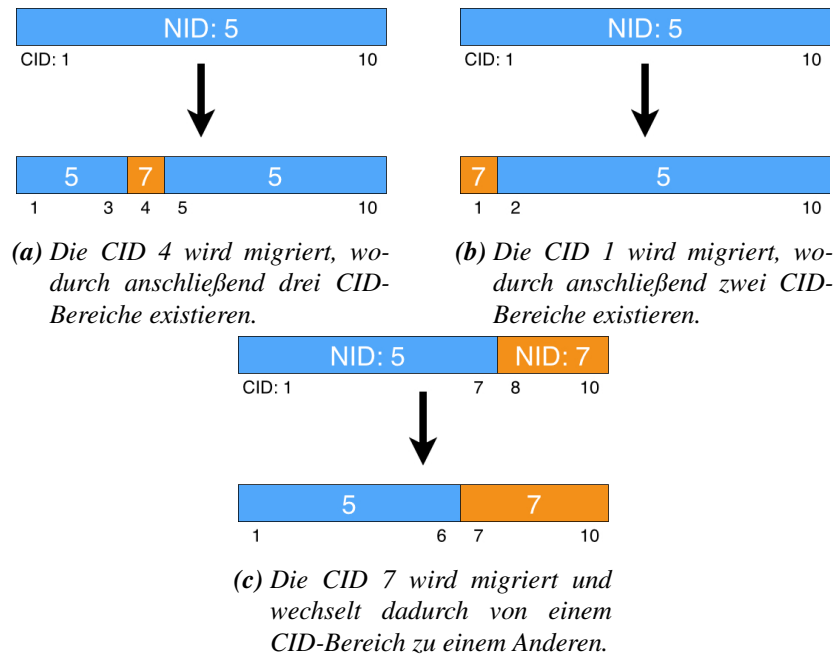 NID: 5
CID: 1 10
5 7 5
1 3 4 5 10
(a) Die CID 4 wird migriert, wo-
durch anschließend drei CID-
Bereiche existieren.
NID: 5
CID: 1 10
7 5
1 2 10
(b) Die CID 1 wird migriert, wo-
durch anschließend zwei CID-
Bereiche existieren.
NID: 5 NID: 7
CID: 1 7 8 10
5 7
1 6 7 10
(c) Die CID 7 wird migriert und
wechselt dadurch von einem
CID-Bereich zu einem Anderen.